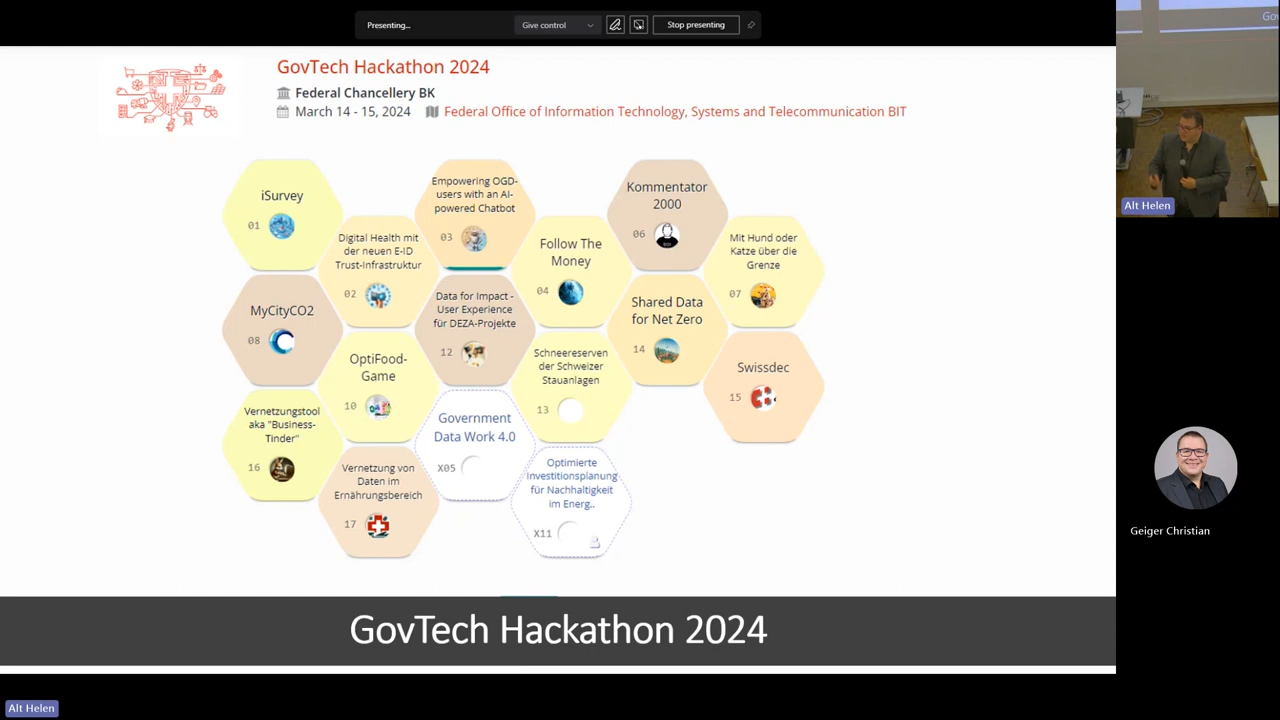 Presenting...
Give control
Stop presenting
GovTech Hackathon 2024
Federal Chancellery BK
March 14 - 15, 2024
Federal Office of Information Technology, Systems and Telecommunication BIT
iSurvey
01
Digital Health mit
der neuen E-ID
Trust-Infrastruktur
02
Empowering OGD-
users with an AI-
powered Chatbot
03
Follow The
Money
04
Kommentator
2000
06
Mit Hund oder
Katze über die
Grenze
07
MyCityCO2
08
OptiFood-
Game
10
Data for Impact -
User Experience
für DEZA-Projekte
12
Schneereserven
der Schweizer
Stauanlagen
13
Shared Data
for Net Zero
14
Swissdec
15
Vernetzungstool
aka "Business-
Tinder"
16
Vernetzung von
Daten im
Ernährungsbereich
17
Government
Data Work 4.0
X05
Optimierte
Investitionsplanung
für Nachhaltigkeit
im Energ..
X11
GovTech Hackathon 2024
Alt Helen
Geiger Christian
Alt Helen